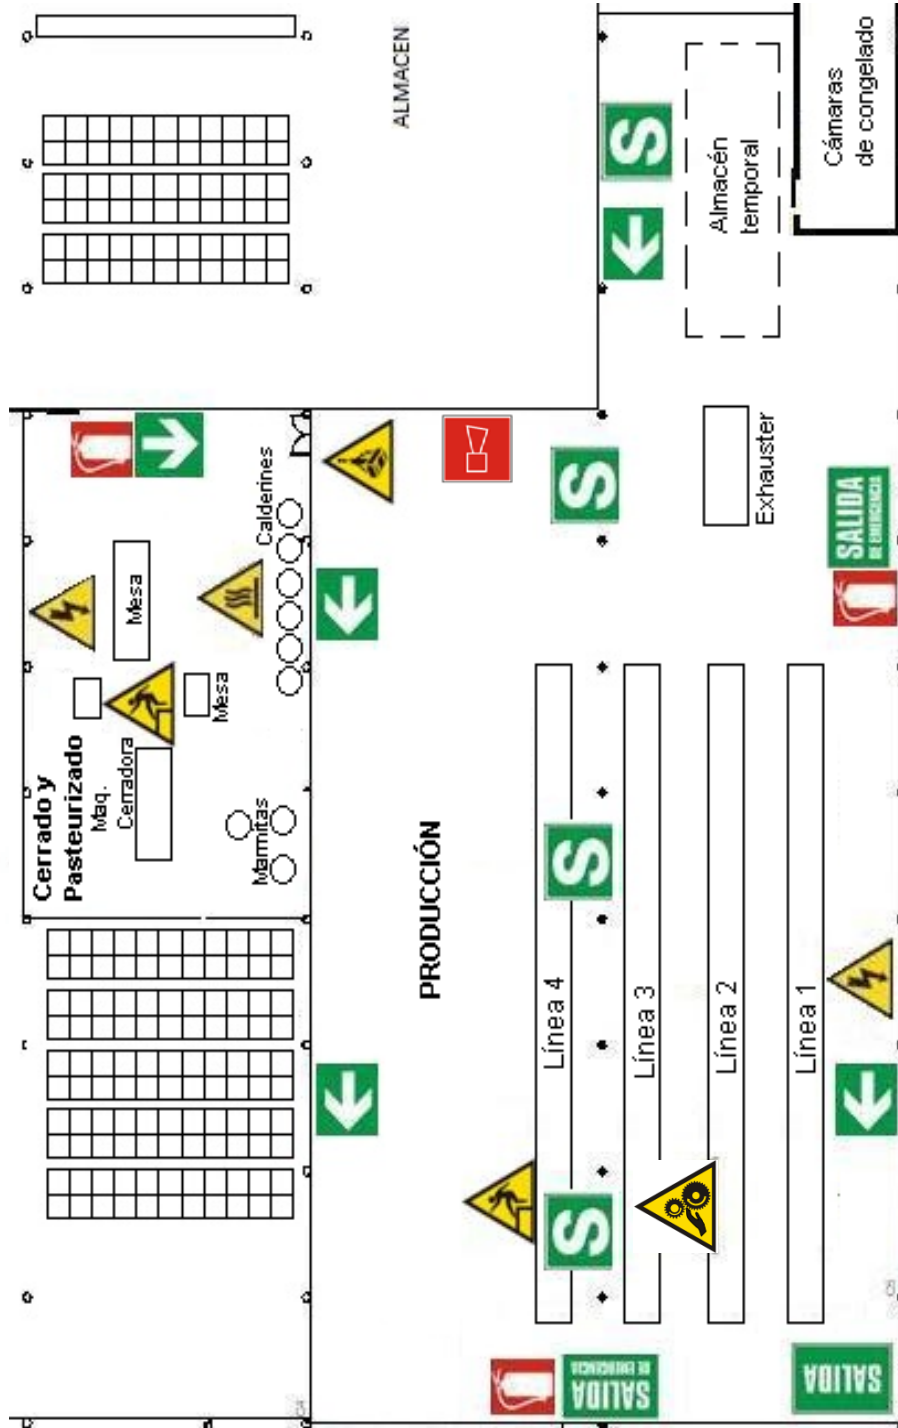 ALMACEN
S
Almacén
temporal
Cámaras
de congelado
Calderines
S
Exhauster
SALIDA
DE EMERGENCIA
Mesa
Mesa
Cerrado y
Pasteurizado
Maq.
Cerradora
Marmitas
PRODUCCIÓN
S
Línea 4
Línea 3
Línea 2
Línea 1
S
SALIDA
DE EMERGENCIA
SALIDA